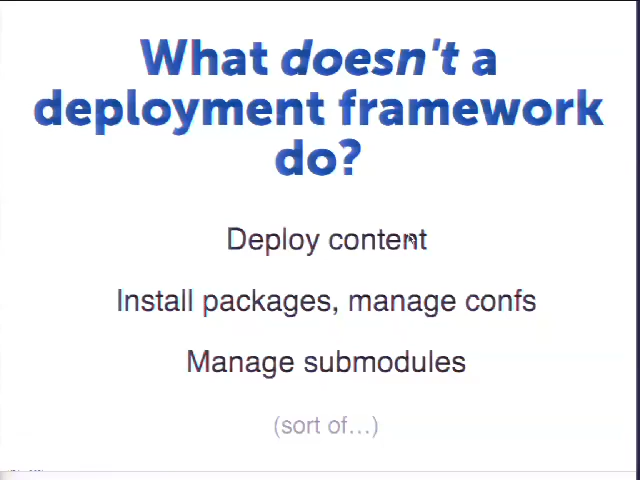 What doesn't a
deployment framework
do?
Deploy content
Install packages, manage confs
Manage submodules
(sort of...)